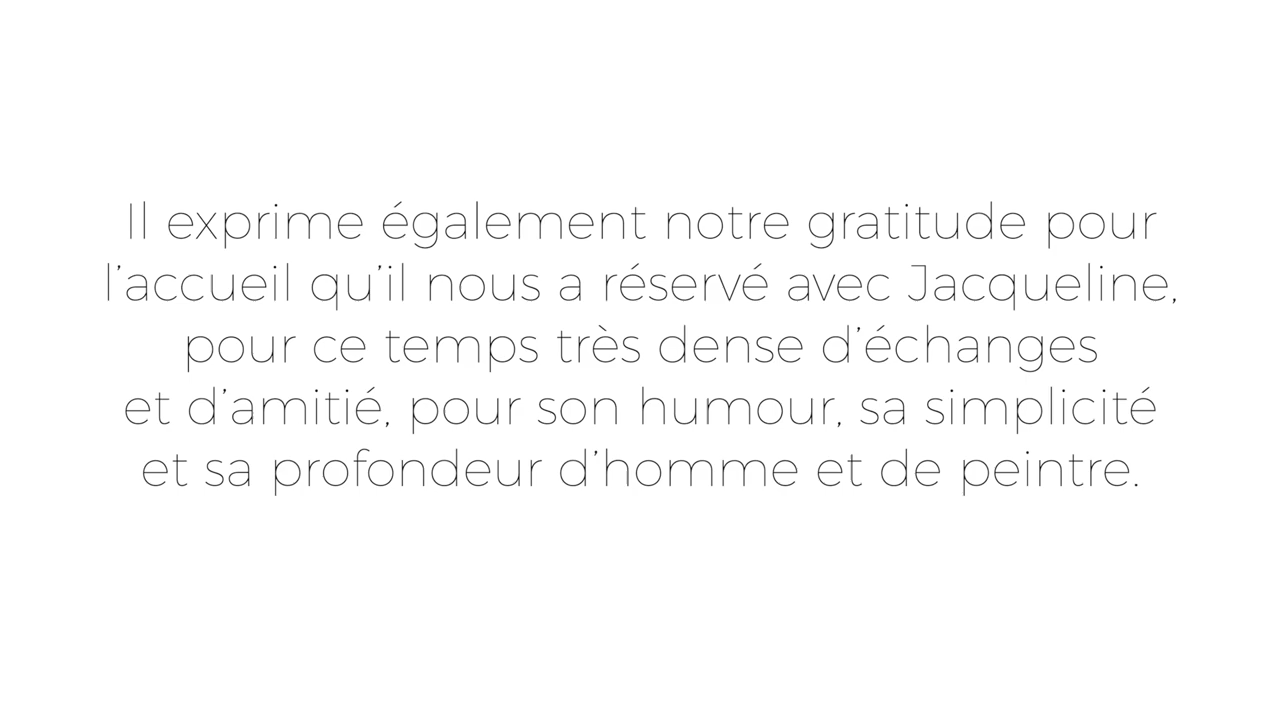 Il exprime également notre gratitude pour
l’accueil qu’il nous a réservé avec Jacqueline,
pour ce temps très dense d’échanges
et d’amitié, pour son humour, sa simplicité
et sa profondeur d’homme et de peintre.